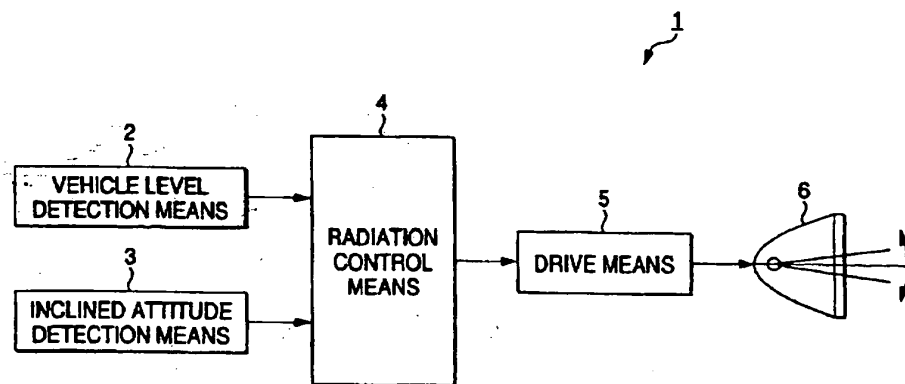 1
2
VEHICLE LEVEL
DETECTION MEANS
3
INCLINED ATTITUDE
DETECTION MEANS
4
RADIATION
CONTROL
MEANS
5
DRIVE MEANS
6